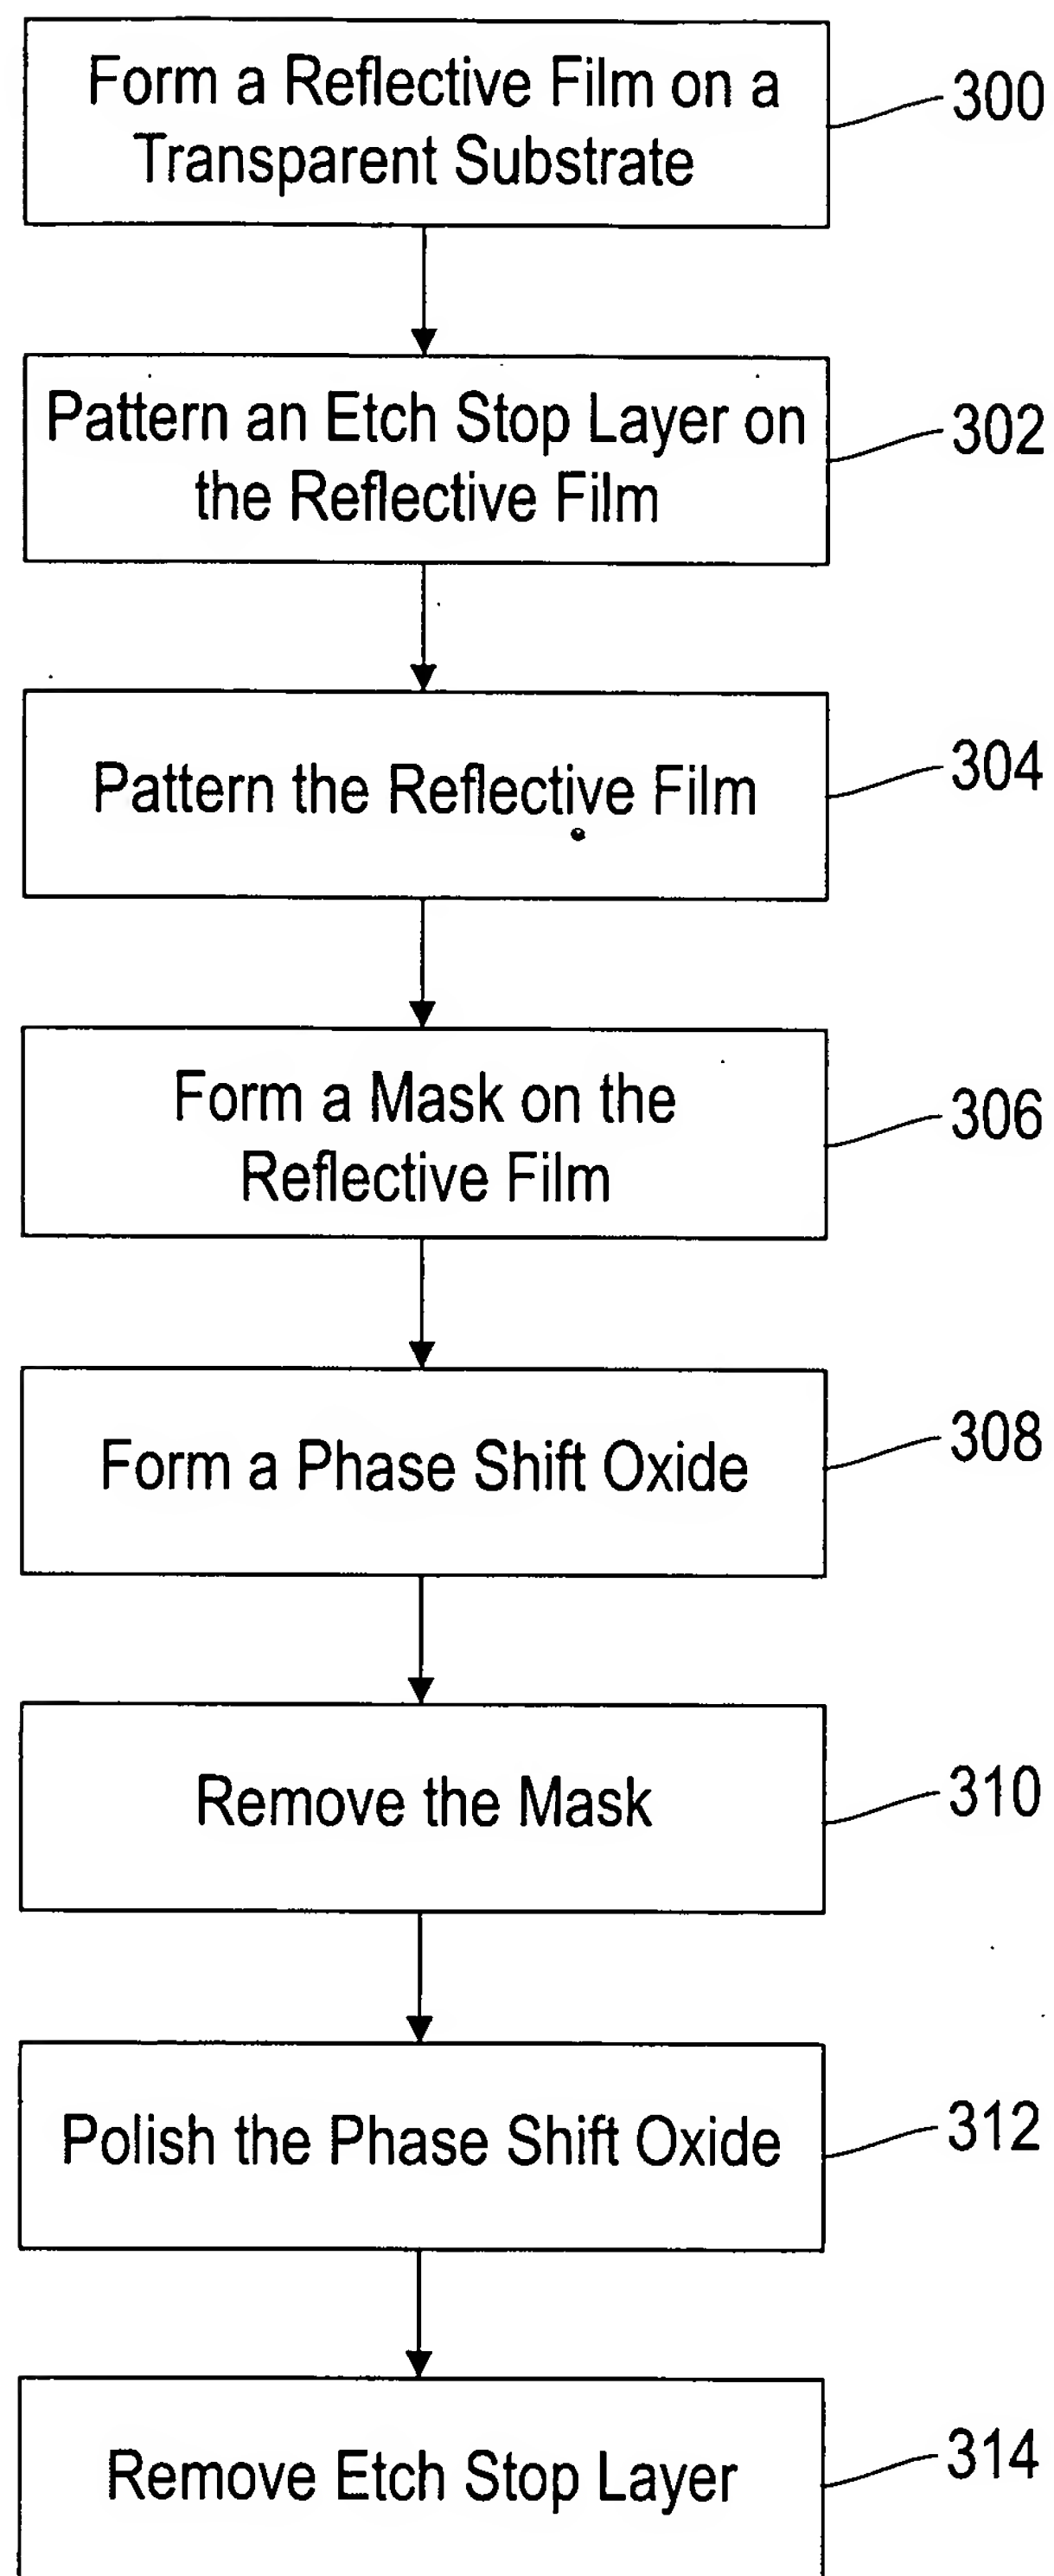 Form a Reflective Film on a
Transparent Substrate
300
Pattern an Etch Stop Layer on
the Reflective Film
302
Pattern the Reflective Film
304
Form a Mask on the
Reflective Film
306
Form a Phase Shift Oxide
308
Remove the Mask
310
Polish the Phase Shift Oxide
312
Remove Etch Stop Layer
314